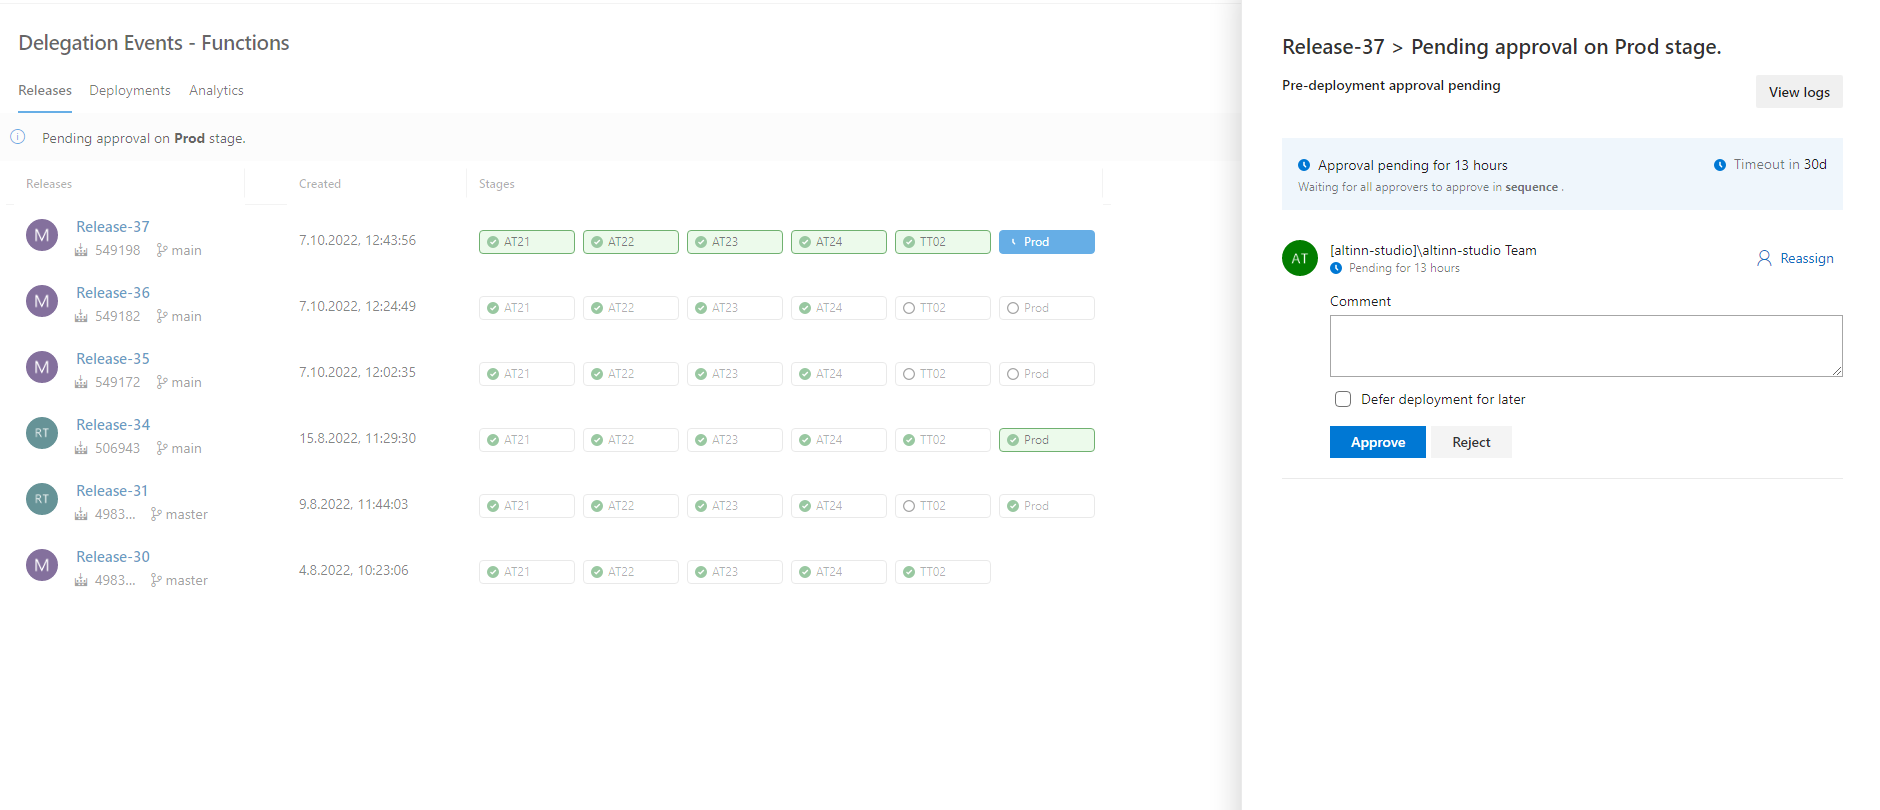 Delegation Events - Functions
Releases Deployments Analytics
Pending approval on Prod stage.
Releases Created Stages
M Release-37 7.10.2022, 12:43:56 AT21 AT22 AT23 AT24 TT02 Prod
549198 main
M Release-36 7.10.2022, 12:24:49 AT21 AT22 AT23 AT24 TT02 Prod
549182 main
M Release-35 7.10.2022, 12:02:35 AT21 AT22 AT23 AT24 TT02 Prod
549172 main
RT Release-34 15.8.2022, 11:29:30 AT21 AT22 AT23 AT24 TT02 Prod
506943 main
RT Release-31 9.8.2022, 11:44:03 AT21 AT22 AT23 AT24 TT02 Prod
4983... master
M Release-30 4.8.2022, 10:23:06 AT21 AT22 AT23 AT24 TT02
4983... master
Release-37 > Pending approval on Prod stage.
Pre-deployment approval pending
View logs
Approval pending for 13 hours Timeout in 30d
Waiting for all approvers to approve in sequence .
AT [altinn-studio]\altinn-studio Team Reassign
Pending for 13 hours
Comment
Defer deployment for later
Approve Reject